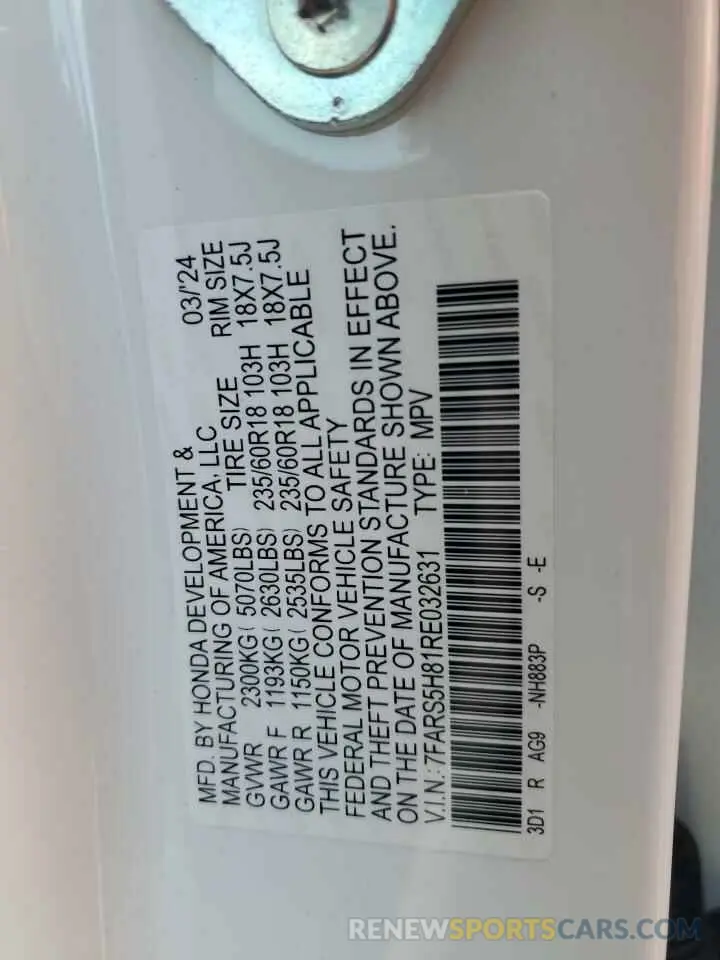 MFD. BY HONDA DEVELOPMENT & 03/'24
MANUFACTURING OF AMERICA, LLC RIM SIZE
TIRE SIZE
GVWR 2300KG( 5070LBS)
GAWR F 1193KG( 2630LBS) 235/60R18 103H 18X7.5J
GAWR R 1150KG( 2535LBS) 235/60R18 103H 18X7.5J
THIS VEHICLE CONFORMS TO ALL APPLICABLE
FEDERAL MOTOR VEHICLE SAFETY
AND THEFT PREVENTION STANDARDS IN EFFECT
ON THE DATE OF MANUFACTURE SHOWN ABOVE.
V.I.N.: 7FARS5H81RE032631 TYPE: MPV
3D1 R AG9 -NH883P -S -E
RENEWSPORTSCARS.COM